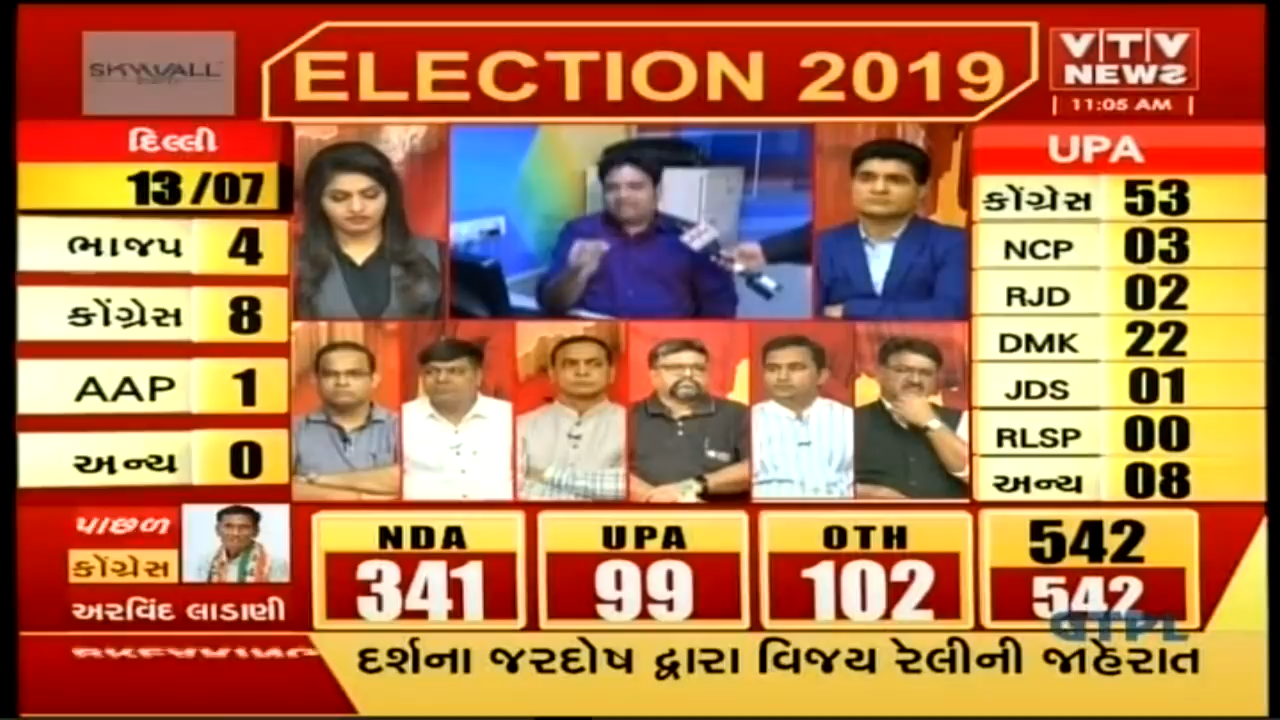 SKYWALL
ELECTION 2019
VTV
NEWS
11:05 AM
દિલ્લી
13/07
ભાજપ 4
કોંગ્રેસ 8
AAP 1
અન્ય 0
UPA
કોંગ્રેસ 53
NCP 03
RJD 02
DMK 22
JDS 01
RLSP 00
અન્ય 08
પાછળ
કોંગ્રેસ
અરવિંદ લાડાણી
NDA
341
UPA
99
OTH
102
542
542
GTPL
દર્શના જરદોષ દ્વારા વિજય રેલીની જાહેરાત